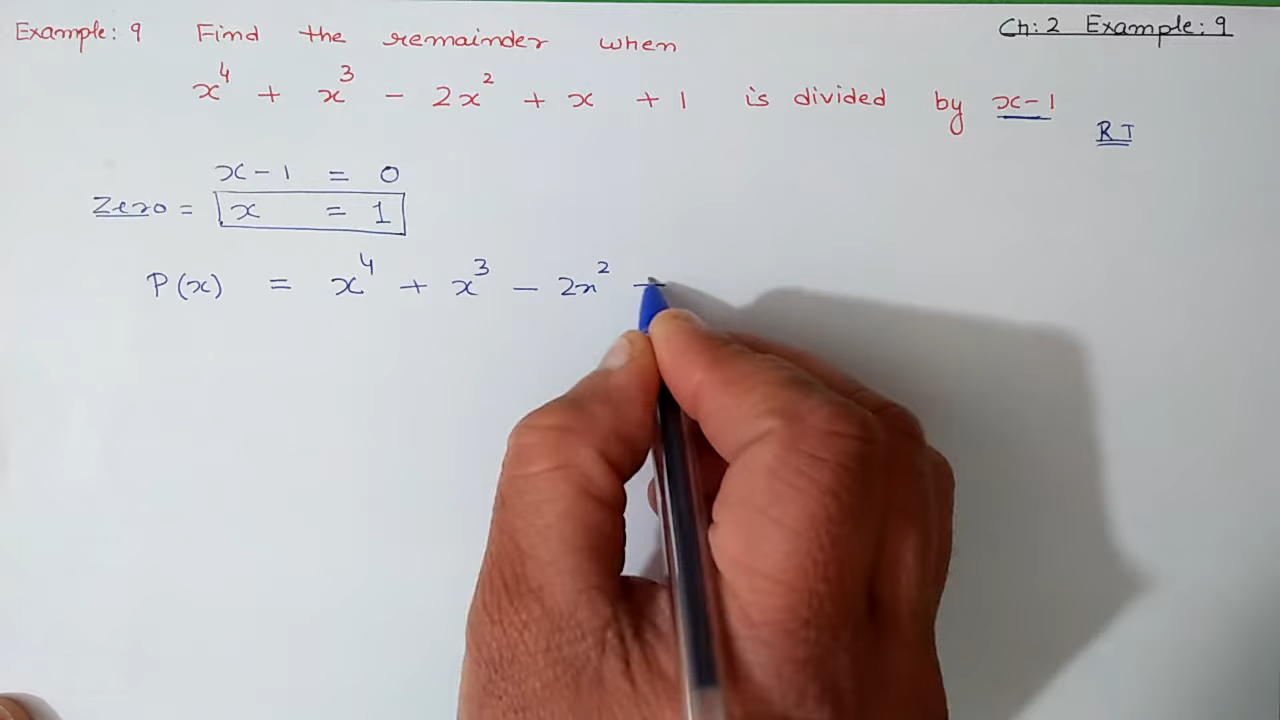 Example: 9 Find the remainder when
Ch: 2 Example: 9
x⁴ + x³ - 2x² + x + 1 is divided by x-1
RT
x-1 = 0
Zero = x = 1
P(x) = x⁴ + x³ - 2x² +